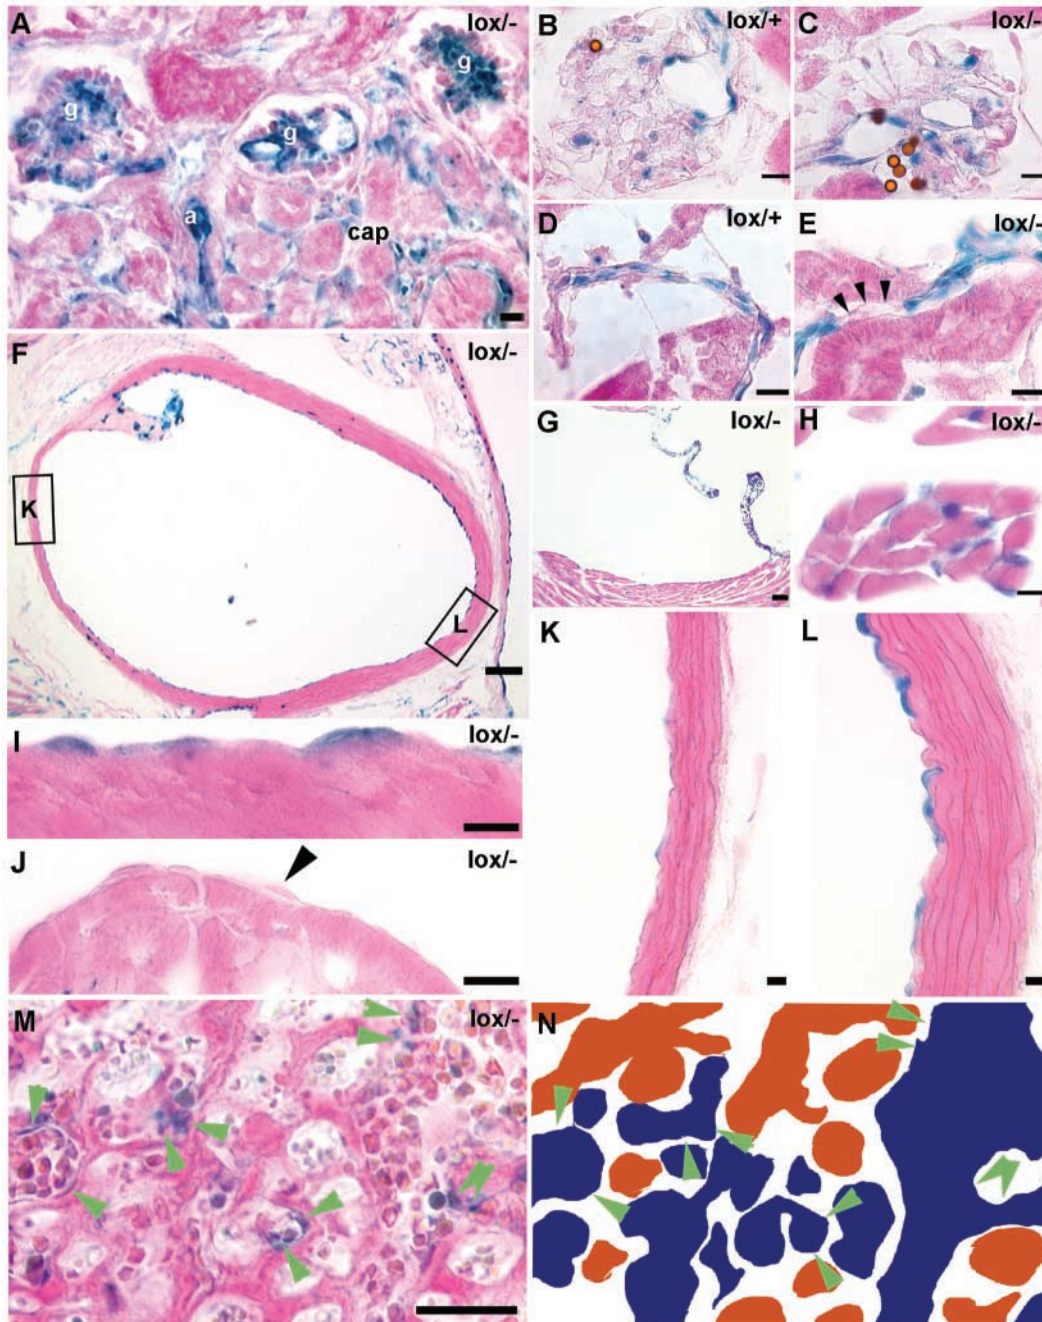 A lox/-
g
g
g
a
cap
B lox/+
C lox/-
D lox/+
E lox/-
F lox/-
K
L
G lox/-
H lox/-
I lox/-
J lox/-
K
L
M lox/-
N